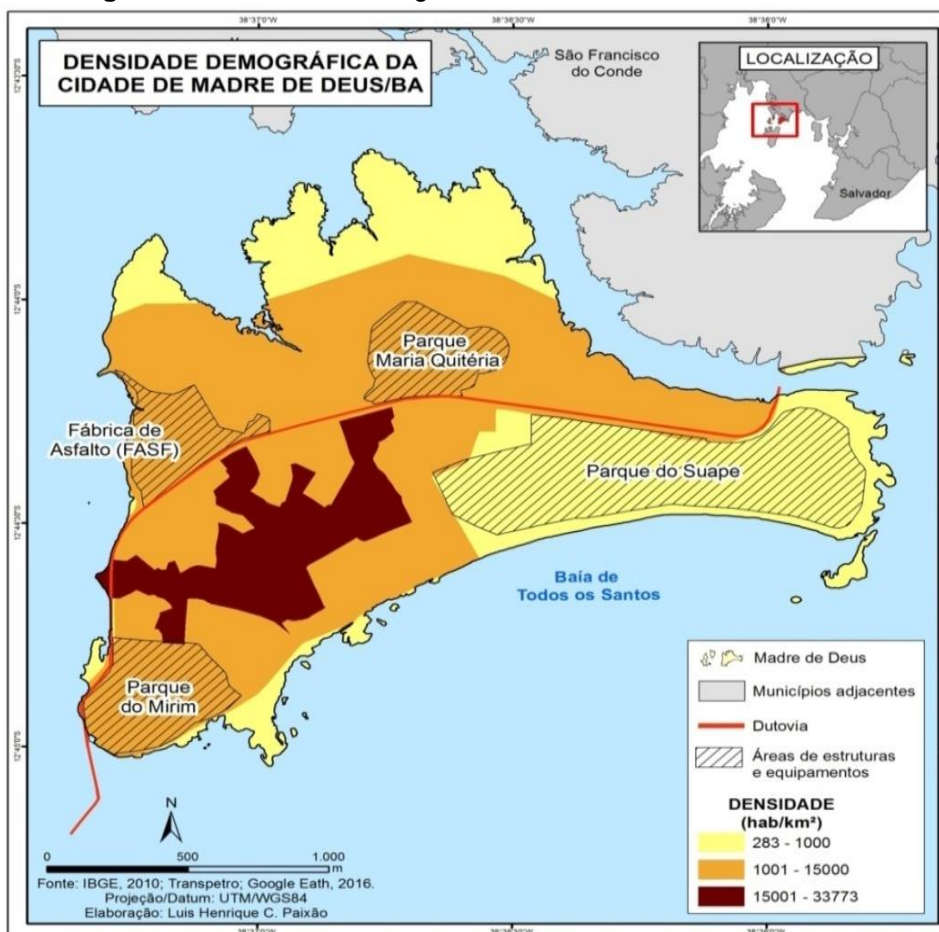 38°37'0"W
38°36'0"W
DENSIDADE DEMOGRÁFICA DA
CIDADE DE MADRE DE DEUS/BA
São Francisco
do Conde
LOCALIZAÇÃO
Salvador
Parque
Maria Quitéria
Fábrica de
Asfalto (FASF)
Parque do Suape
Baía de
Todos os Santos
Parque
do Mirim
Madre de Deus
Municípios adjacentes
Dutovia
Áreas de estruturas
e equipamentos
DENSIDADE
(hab/km²)
283 - 1000
1001 - 15000
15001 - 33773
N
0 500 1.000
m
Fonte: IBGE, 2010; Transpetro; Google Eath, 2016.
Projeção/Datum: UTM/WGS84
Elaboração: Luis Henrique C. Paixão